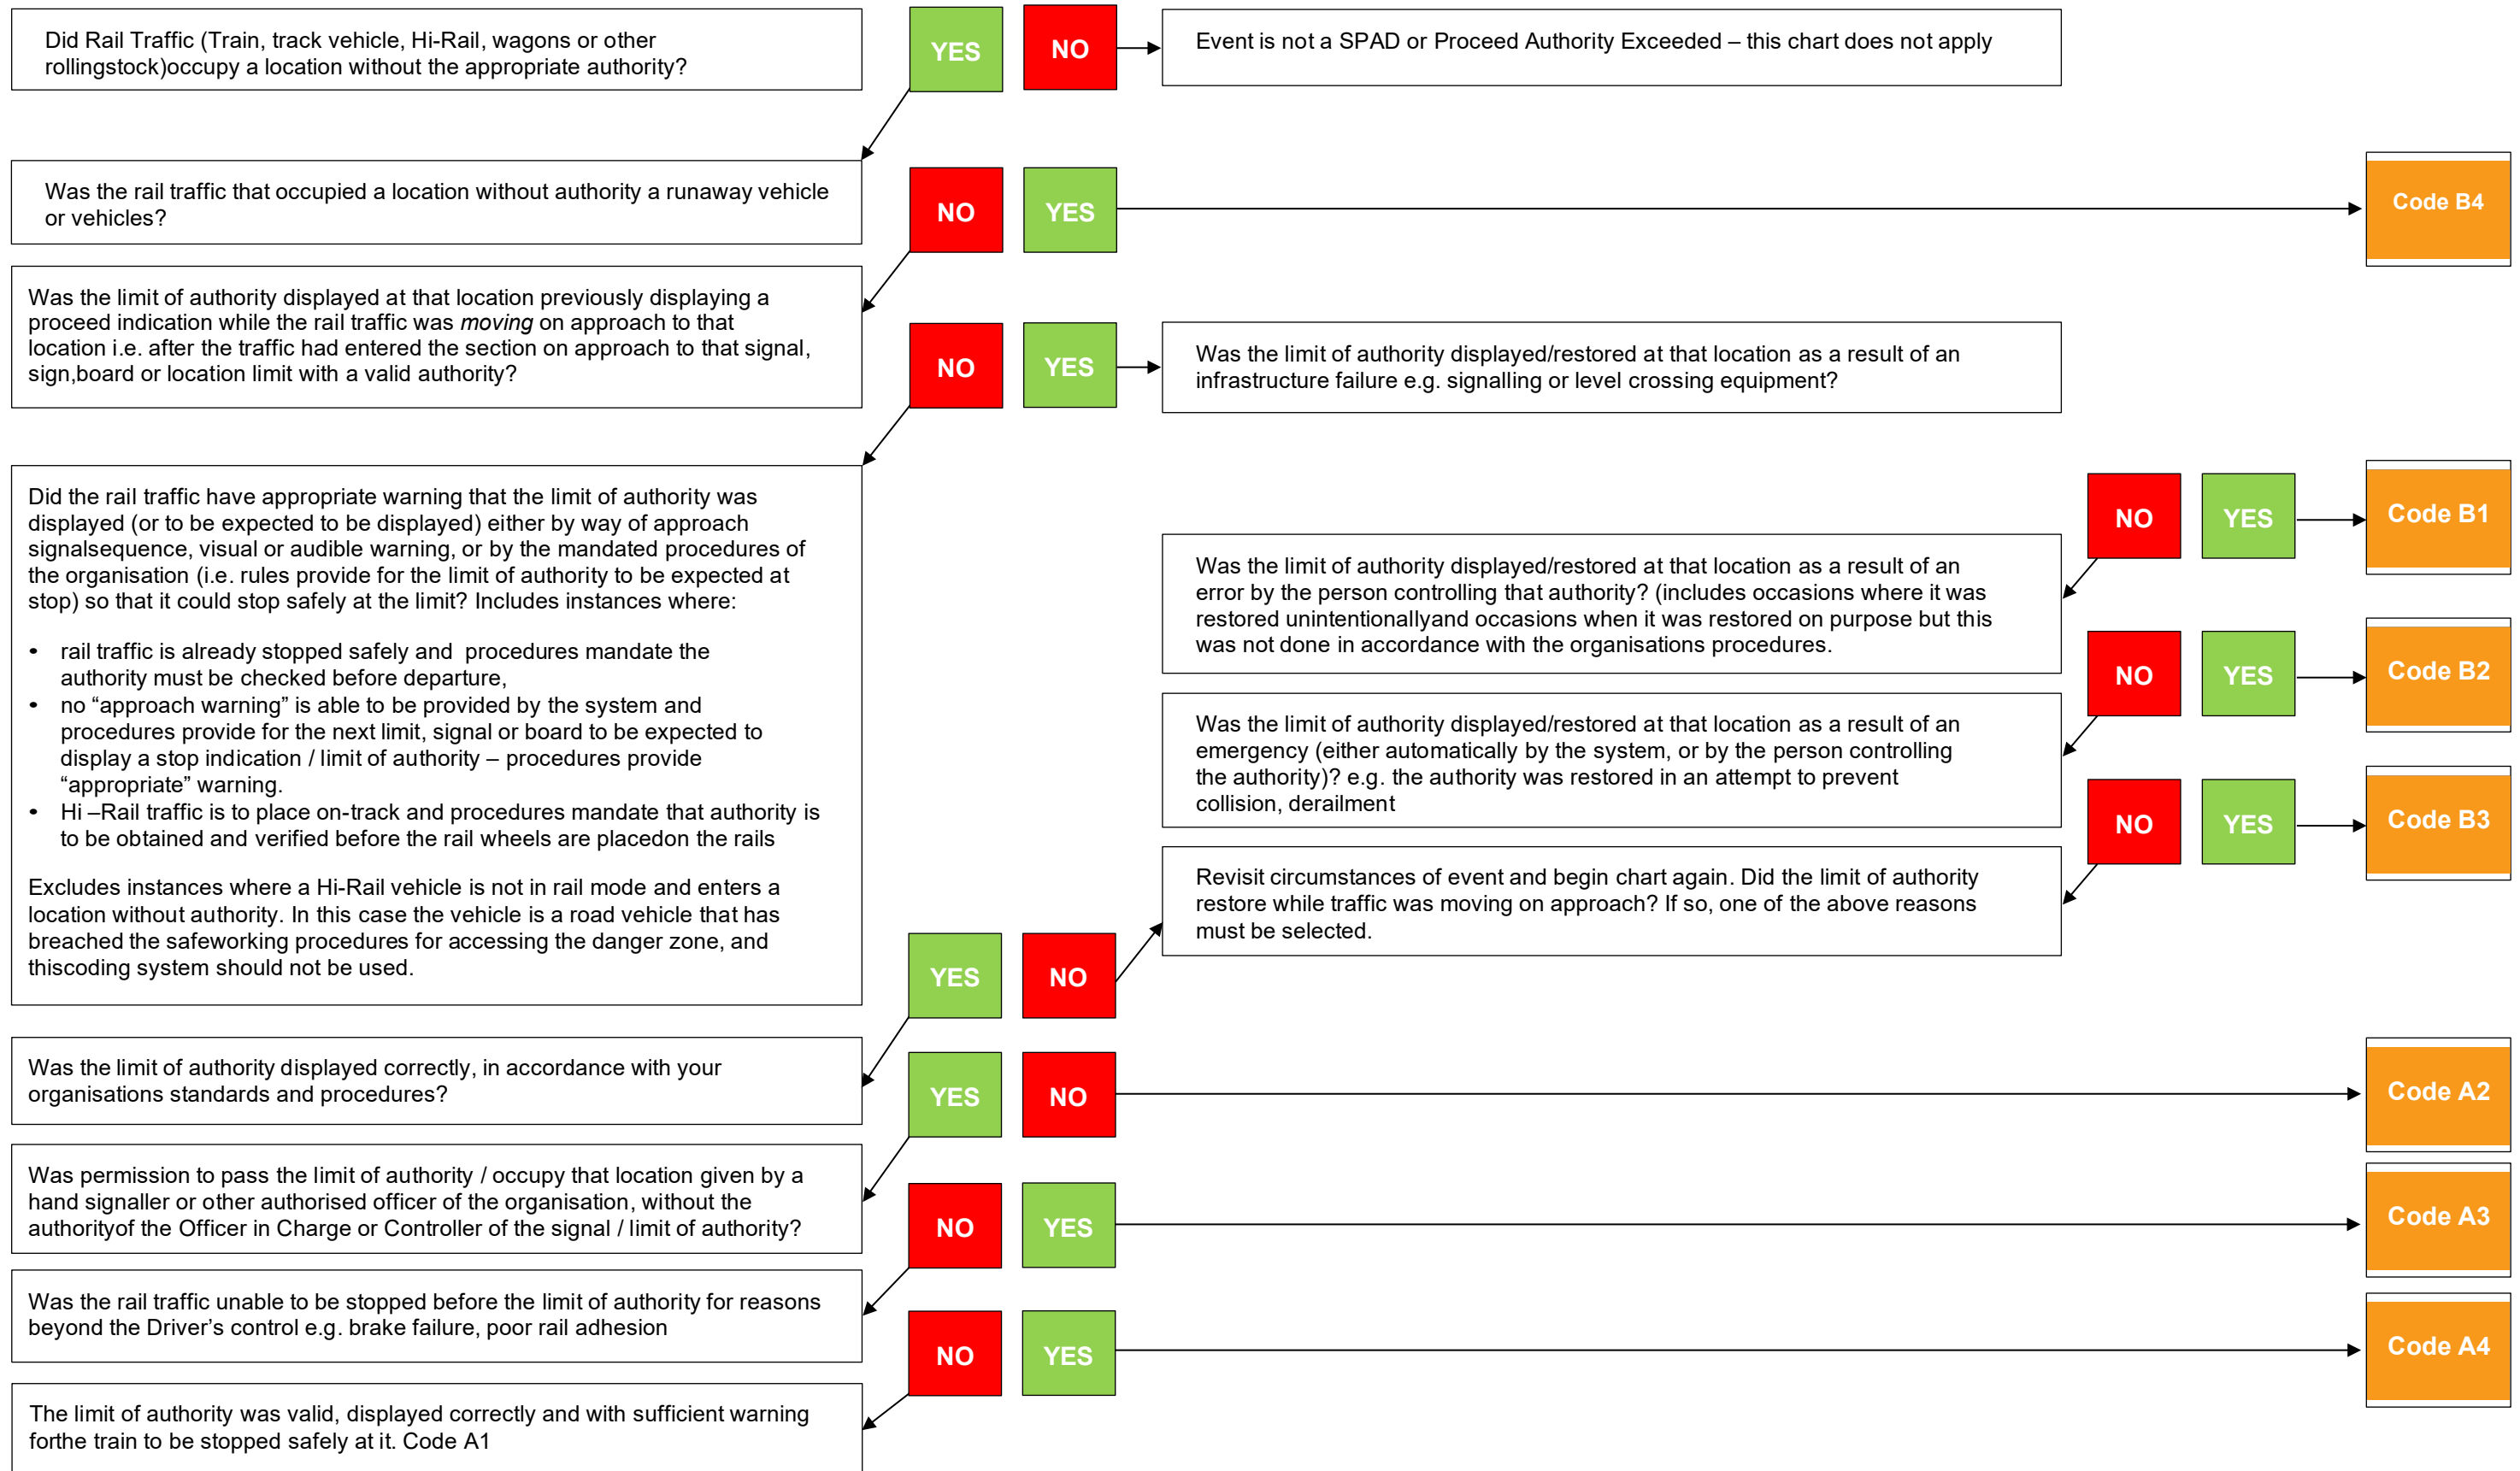 Did Rail Traffic (Train, track vehicle, Hi-Rail, wagons or other
rollingstock)occupy a location without the appropriate authority?
YES
NO
Event is not a SPAD or Proceed Authority Exceeded – this chart does not apply
Was the rail traffic that occupied a location without authority a runaway vehicle
or vehicles?
NO
YES
Code B4
Was the limit of authority displayed at that location previously displaying a
proceed indication while the rail traffic was moving on approach to that
location i.e. after the traffic had entered the section on approach to that signal,
sign,board or location limit with a valid authority?
NO
YES
Was the limit of authority displayed/restored at that location as a result of an
infrastructure failure e.g. signalling or level crossing equipment?
NO
YES
Code B1
Was the limit of authority displayed/restored at that location as a result of an
error by the person controlling that authority? (includes occasions where it was
restored unintentionallyand occasions when it was restored on purpose but this
was not done in accordance with the organisations procedures.
NO
YES
Code B2
Was the limit of authority displayed/restored at that location as a result of an
emergency (either automatically by the system, or by the person controlling
the authority)? e.g. the authority was restored in an attempt to prevent
collision, derailment
NO
YES
Code B3
Revisit circumstances of event and begin chart again. Did the limit of authority
restore while traffic was moving on approach? If so, one of the above reasons
must be selected.
Did the rail traffic have appropriate warning that the limit of authority was
displayed (or to be expected to be displayed) either by way of approach
signalsequence, visual or audible warning, or by the mandated procedures of
the organisation (i.e. rules provide for the limit of authority to be expected at
stop) so that it could stop safely at the limit? Includes instances where:
• rail traffic is already stopped safely and procedures mandate the
authority must be checked before departure,
• no “approach warning” is able to be provided by the system and
procedures provide for the next limit, signal or board to be expected to
display a stop indication / limit of authority – procedures provide
“appropriate” warning.
• Hi –Rail traffic is to place on-track and procedures mandate that authority is
to be obtained and verified before the rail wheels are placedon the rails
Excludes instances where a Hi-Rail vehicle is not in rail mode and enters a
location without authority. In this case the vehicle is a road vehicle that has
breached the safeworking procedures for accessing the danger zone, and
thiscoding system should not be used.
YES
NO
Was the limit of authority displayed correctly, in accordance with your
organisations standards and procedures?
YES
NO
Code A2
Was permission to pass the limit of authority / occupy that location given by a
hand signaller or other authorised officer of the organisation, without the
authorityof the Officer in Charge or Controller of the signal / limit of authority?
NO
YES
Code A3
Was the rail traffic unable to be stopped before the limit of authority for reasons
beyond the Driver’s control e.g. brake failure, poor rail adhesion
NO
YES
Code A4
The limit of authority was valid, displayed correctly and with sufficient warning
forthe train to be stopped safely at it. Code A1